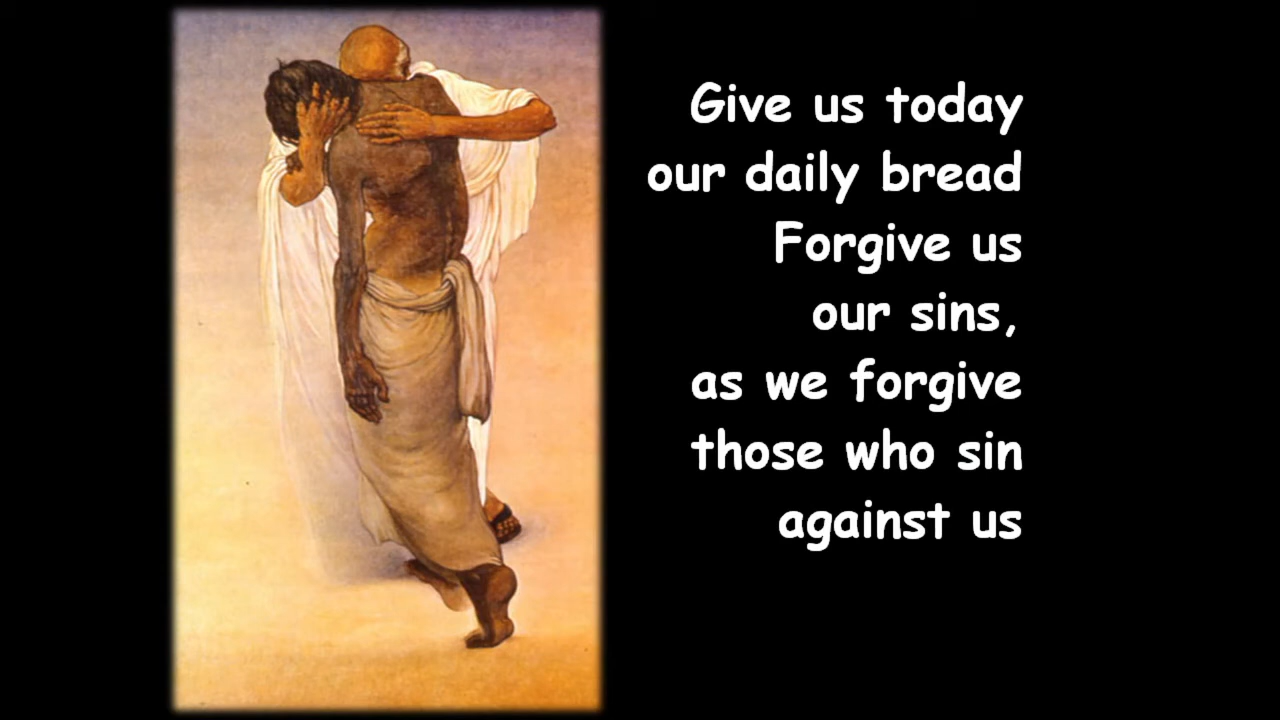 Give us today
our daily bread
Forgive us
our sins,
as we forgive
those who sin
against us